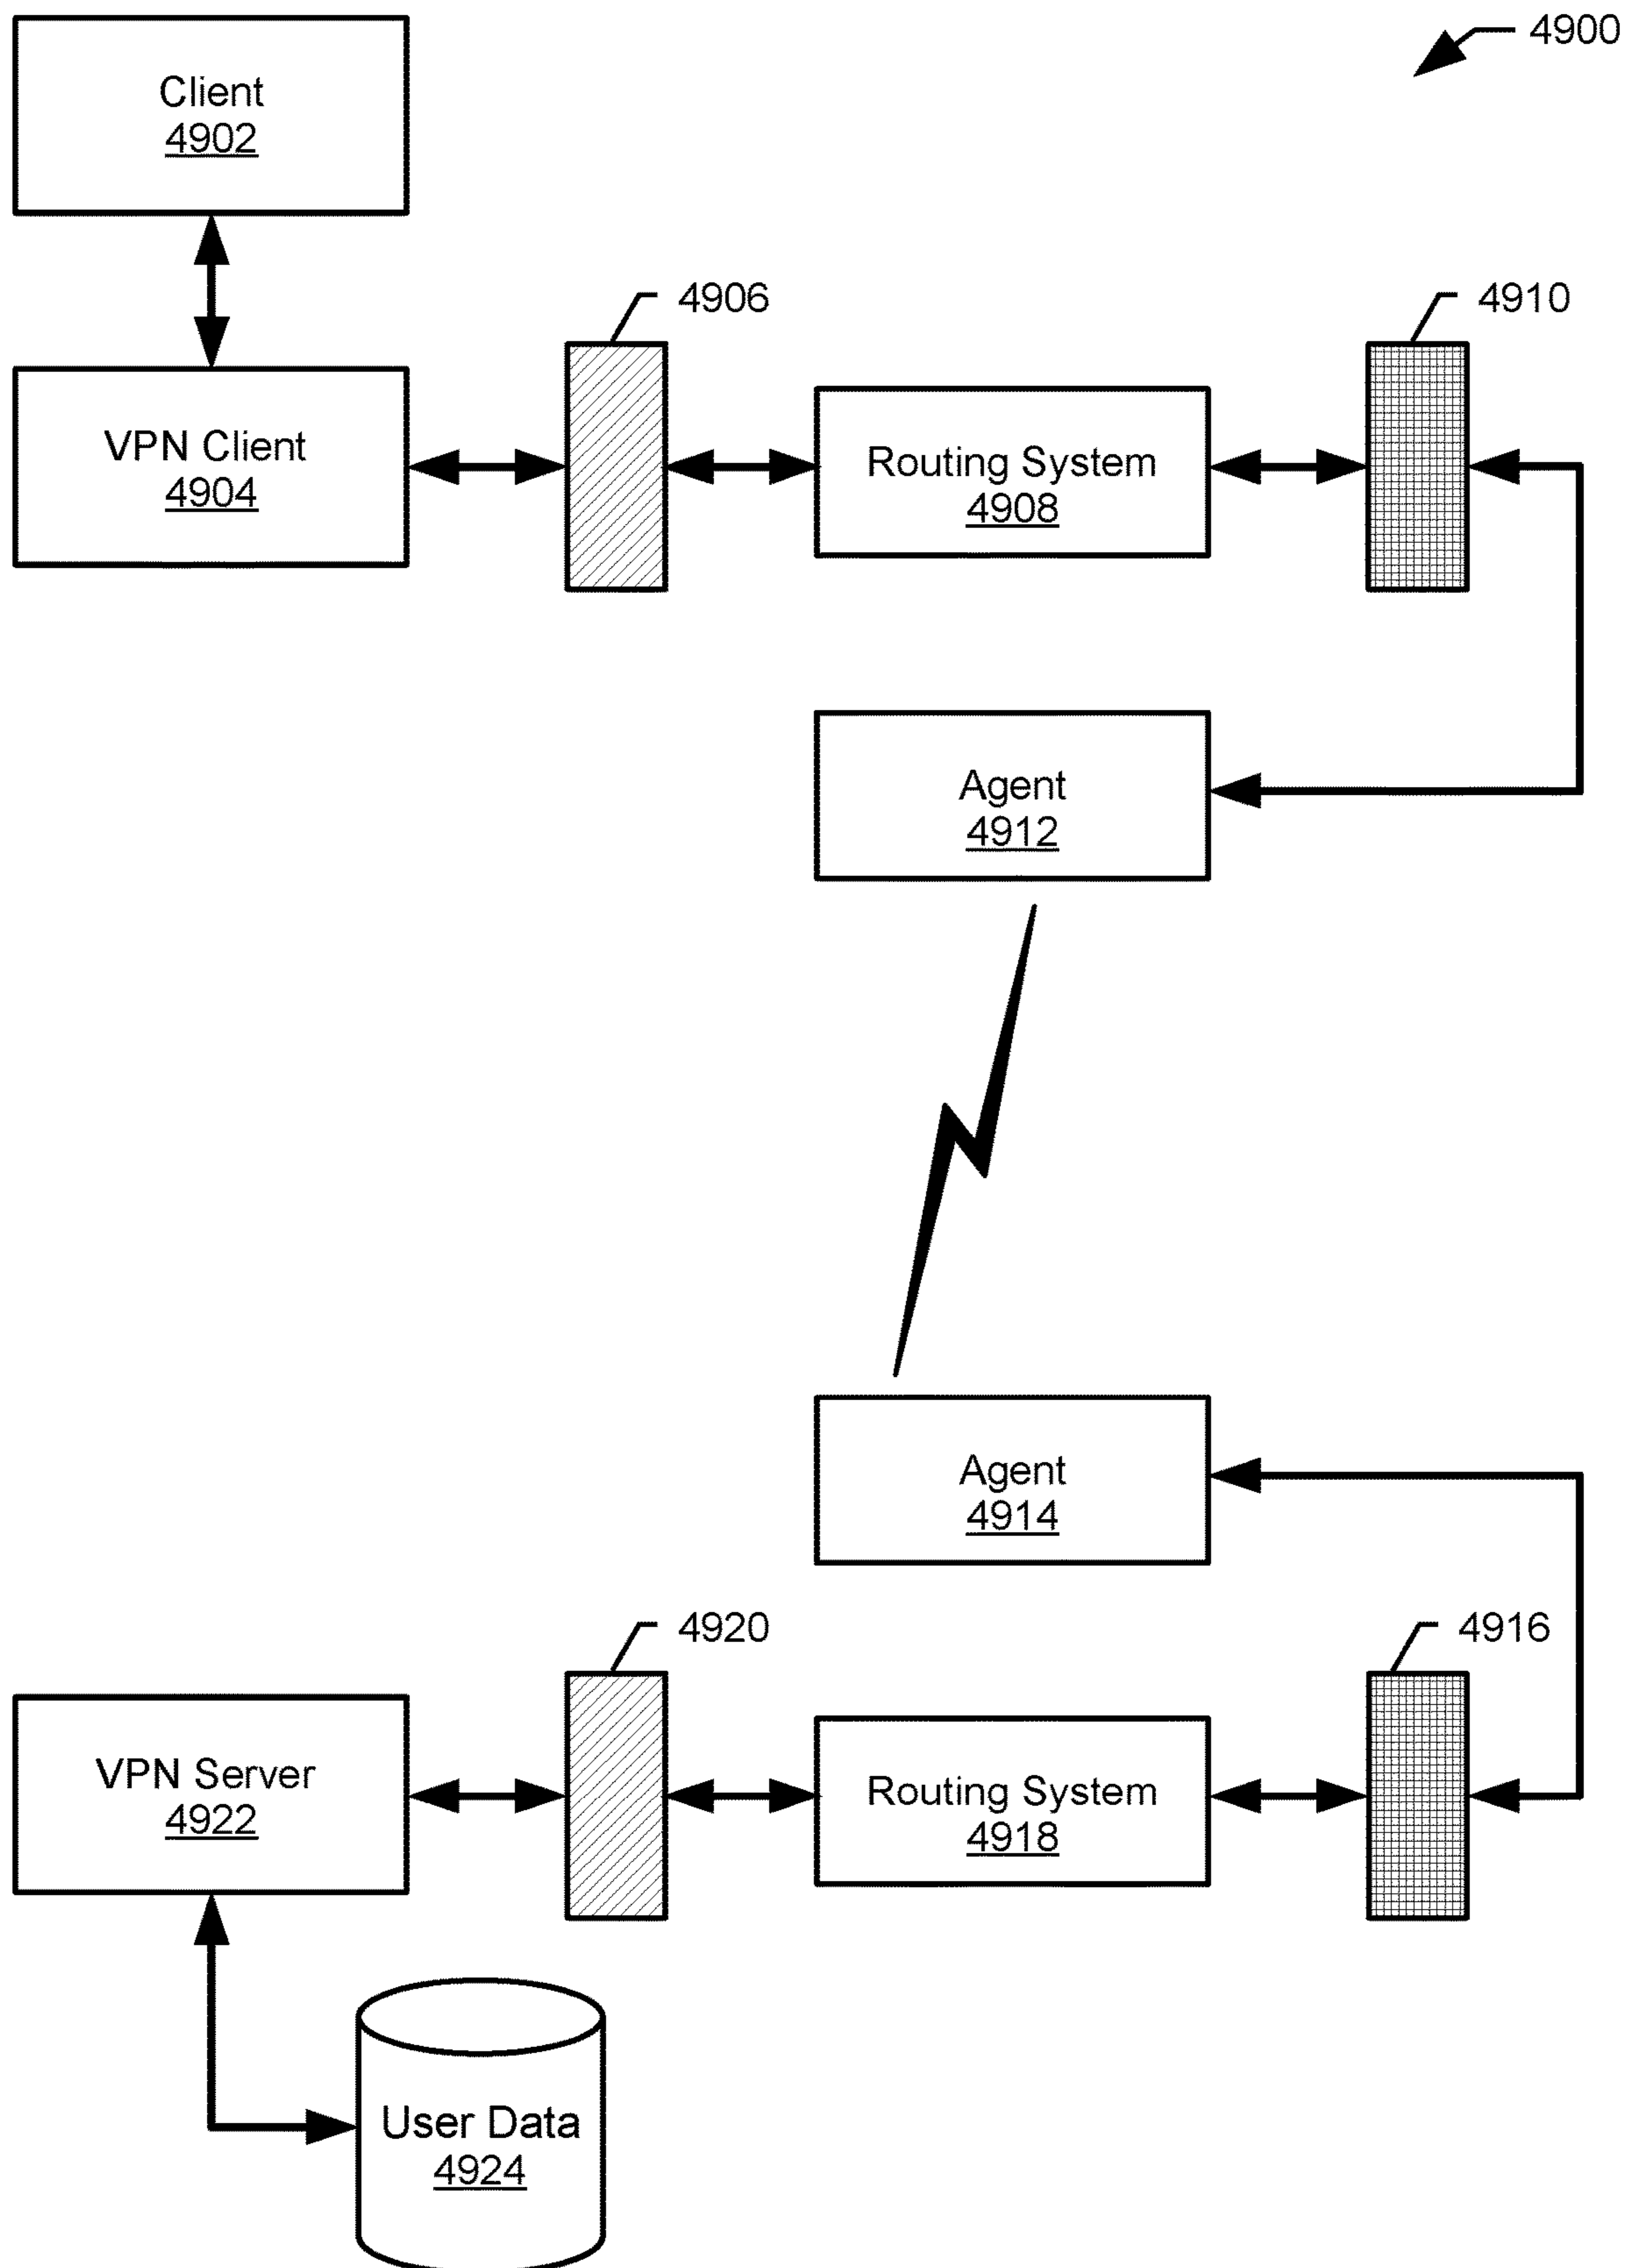 4900
Client
4902
4906
4910
VPN Client
4904
Routing System
4908
Agent
4912
Agent
4914
4920
4916
VPN Server
4922
Routing System
4918
User Data
4924